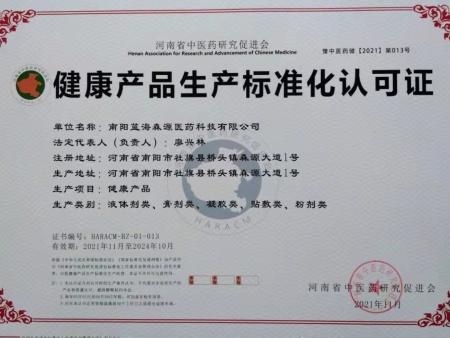 河南省中医药研究促进会
Henan Association for Research and Advancement of Chinese Medicine
豫中医药健【2021】第013号
健康产品生产标准化认可证
单位名称：南阳蓝海森源医药科技有限公司
法定代表人（负责人）：廖兴林
注册地址：河南省南阳市社旗县桥头镇森源大道1号
生产地址：河南省南阳市社旗县桥头镇森源大道1号
生产项目：健康产品
生产类别：液体剂类、膏剂类、凝胶类、贴敷类、粉剂类
HARACM
证书编号：HARACM-BZ-01-013
有效期：2021年11月至2024年10月
河南省中医药研究促进会
2021年11月